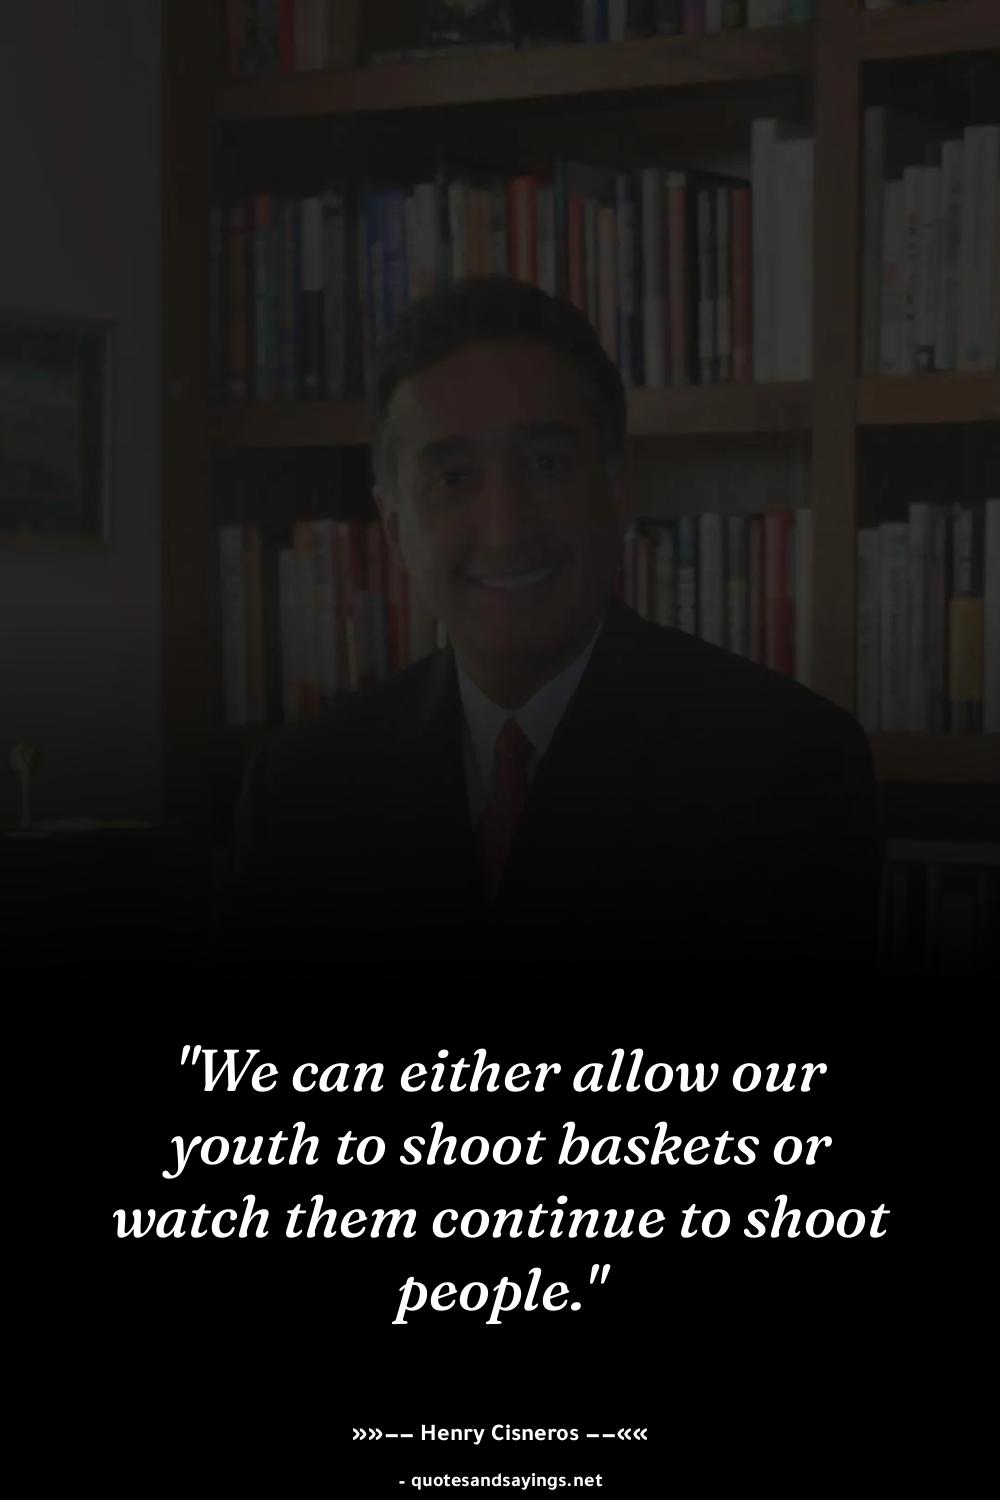 "We can either allow our
youth to shoot baskets or
watch them continue to shoot
people."
»»−− Henry Cisneros −−««
- quotesandsayings.net